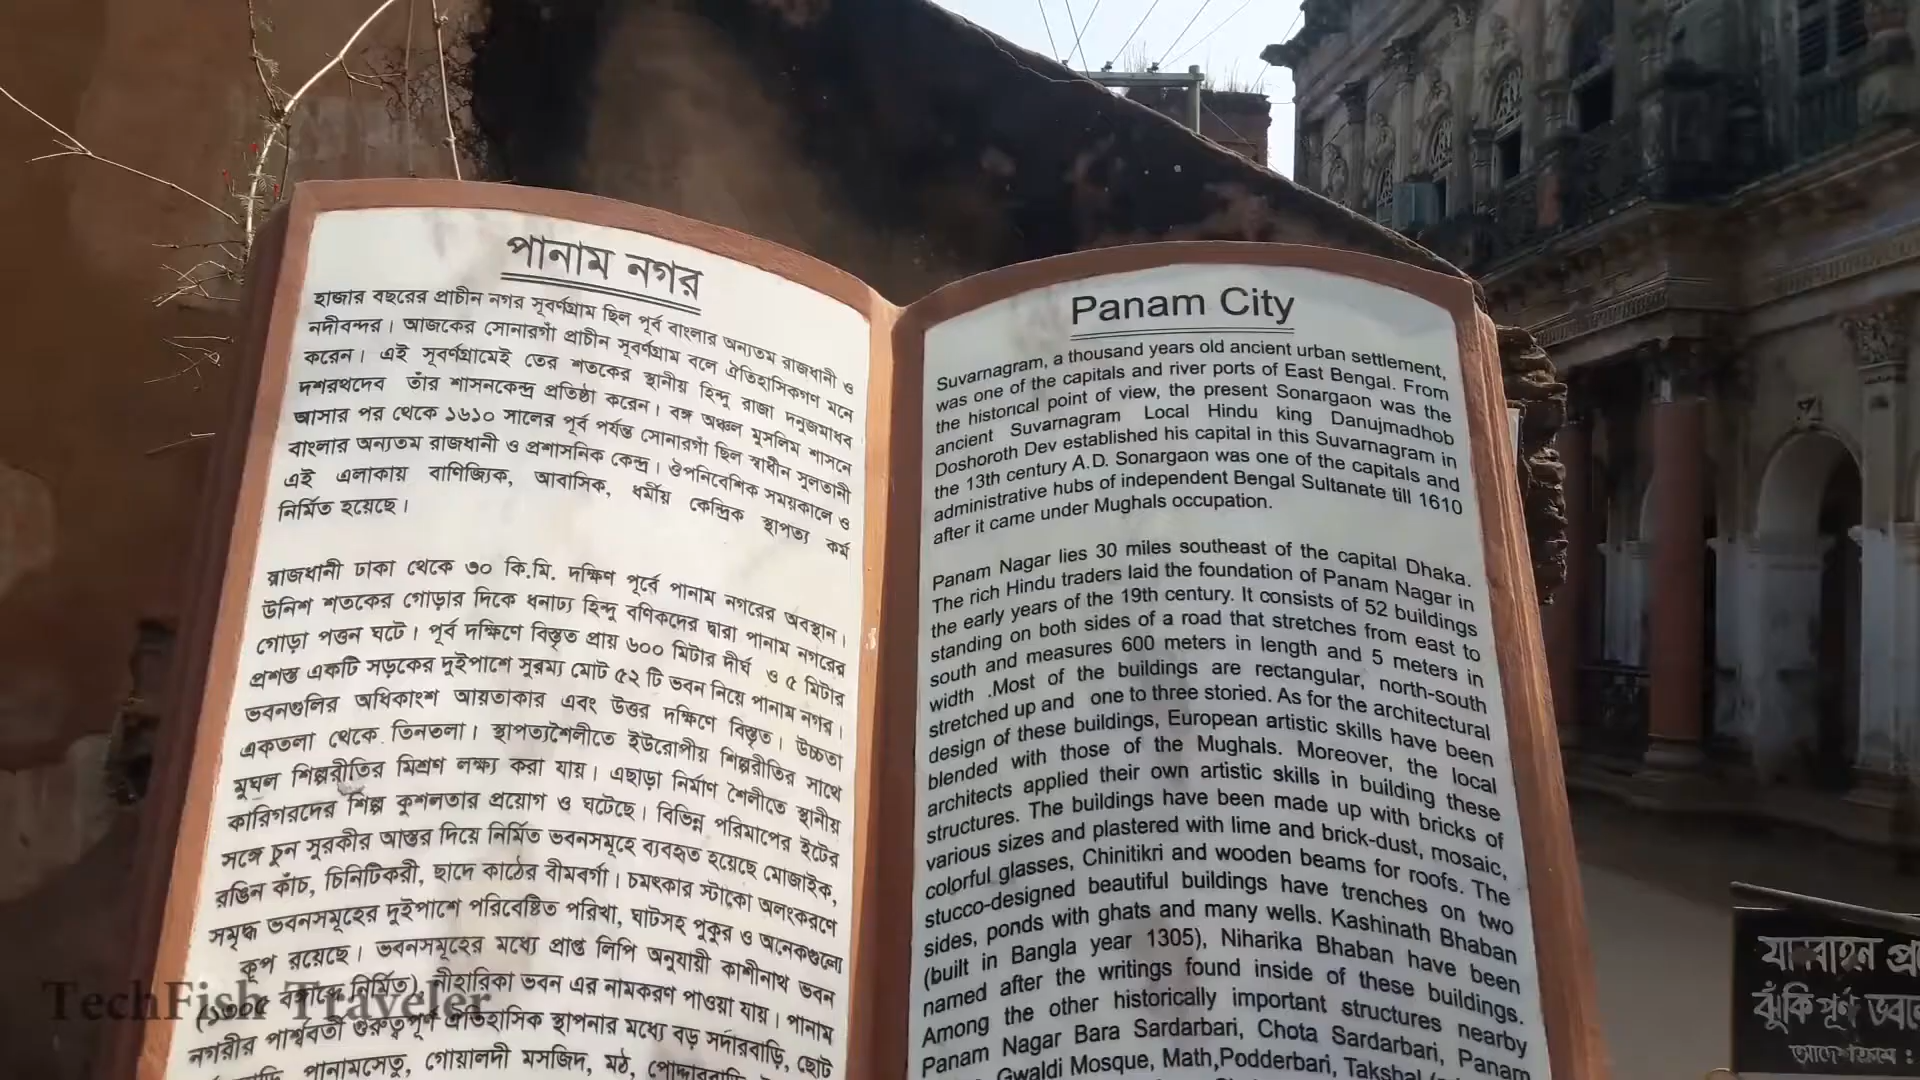 পানাম নগর
হাজার বছরের প্রাচীন নগর সূবর্ণগ্রাম ছিল পূর্ব বাংলার অন্যতম রাজধানী ও
নদীবন্দর। আজকের সোনারগাঁ প্রাচীন সূবর্ণগ্রাম বলে ঐতিহাসিকগণ মনে
করেন। এই সূবর্ণগ্রামেই তের শতকের স্থানীয় হিন্দু রাজা দনুজমাধব
দশরথদেব তাঁর শাসনকেন্দ্র প্রতিষ্ঠা করেন। বঙ্গ অঞ্চল মুসলিম শাসনে
আসার পর থেকে ১৬১০ সালের পূর্ব পর্যন্ত সোনারগাঁ ছিল স্বাধীন সুলতানী
বাংলার অন্যতম রাজধানী ও প্রশাসনিক কেন্দ্র। ঔপনিবেশিক সময়কালে ও
এই এলাকায় বাণিজ্যিক, আবাসিক, ধর্মীয় কেন্দ্রিক স্থাপত্য কর্ম
নির্মিত হয়েছে।
রাজধানী ঢাকা থেকে ৩০ কি.মি. দক্ষিণ পূর্বে পানাম নগরের অবস্থান।
উনিশ শতকের গোড়ার দিকে ধনাঢ্য হিন্দু বণিকদের দ্বারা পানাম নগরের
গোড়া পত্তন ঘটে। পূর্ব দক্ষিণে বিস্তৃত প্রায় ৬০০ মিটার দীর্ঘ ও ৫ মিটার
প্রশস্ত একটি সড়কের দুইপাশে সুরম্য মোট ৫২ টি ভবন নিয়ে পানাম নগর।
ভবনগুলির অধিকাংশ আয়তাকার এবং উত্তর দক্ষিণে বিস্তৃত। উচ্চতা
একতলা থেকে তিনতলা। স্থাপত্যশৈলীতে ইউরোপীয় শিল্পরীতির সাথে
মুঘল শিল্পরীতির মিশ্রণ লক্ষ্য করা যায়। এছাড়া নির্মাণ শৈলীতে স্থানীয়
কারিগরদের শিল্প কুশলতার প্রয়োগ ও ঘটেছে। বিভিন্ন পরিমাপের ইটের
সঙ্গে চুন সুরকীর আস্তর দিয়ে নির্মিত ভবনসমূহে ব্যবহৃত হয়েছে মোজাইক,
রঙিন কাঁচ, চিনিটিকরী, ছাদে কাঠের বীমবর্গা। চমৎকার স্টাকো অলংকরণে
সমৃদ্ধ ভবনসমূহের দুইপাশে পরিবেষ্টিত পরিখা, ঘাটসহ পুকুর ও অনেকগুলো
কূপ রয়েছে। ভবনসমূহের মধ্যে প্রাপ্ত লিপি অনুযায়ী কাশীনাথ ভবন
(১৩০৫ বঙ্গাব্দে নির্মিত) নীহারিকা ভবন এর নামকরণ পাওয়া যায়। পানাম
নগরীর পার্শ্ববর্তী গুরুত্বপূর্ণ ঐতিহাসিক স্থাপনার মধ্যে বড় সর্দারবাড়ি, ছোট
পানামসেতু, গোয়ালদী মসজিদ, মঠ,
Panam City
Suvarnagram, a thousand years old ancient urban settlement,
was one of the capitals and river ports of East Bengal. From
the historical point of view, the present Sonargaon was the
ancient Suvarnagram Local Hindu king Danujmadhob
Doshoroth Dev established his capital in this Suvarnagram in
the 13th century A.D. Sonargaon was one of the capitals and
administrative hubs of independent Bengal Sultanate till 1610
after it came under Mughals occupation.
Panam Nagar lies 30 miles southeast of the capital Dhaka.
The rich Hindu traders laid the foundation of Panam Nagar in
the early years of the 19th century. It consists of 52 buildings
standing on both sides of a road that stretches from east to
south and measures 600 meters in length and 5 meters in
width .Most of the buildings are rectangular, north-south
stretched up and one to three storied. As for the architectural
design of these buildings, European artistic skills have been
blended with those of the Mughals. Moreover, the local
architects applied their own artistic skills in building these
structures. The buildings have been made up with bricks of
various sizes and plastered with lime and brick-dust, mosaic,
colorful glasses, Chinitikri and wooden beams for roofs. The
stucco-designed beautiful buildings have trenches on two
sides, ponds with ghats and many wells. Kashinath Bhaban
(built in Bangla year 1305), Niharika Bhaban have been
named after the writings found inside of these buildings.
Among the other historically important structures nearby
Panam Nagar Bara Sardarbari, Chota Sardarbari, Panam
Gwaldi Mosque, Math,Podderbari, Takshal
TechFish Traveler
যানবাহন
ঝুঁকি পূর্ণ
আদেশক্রমে :